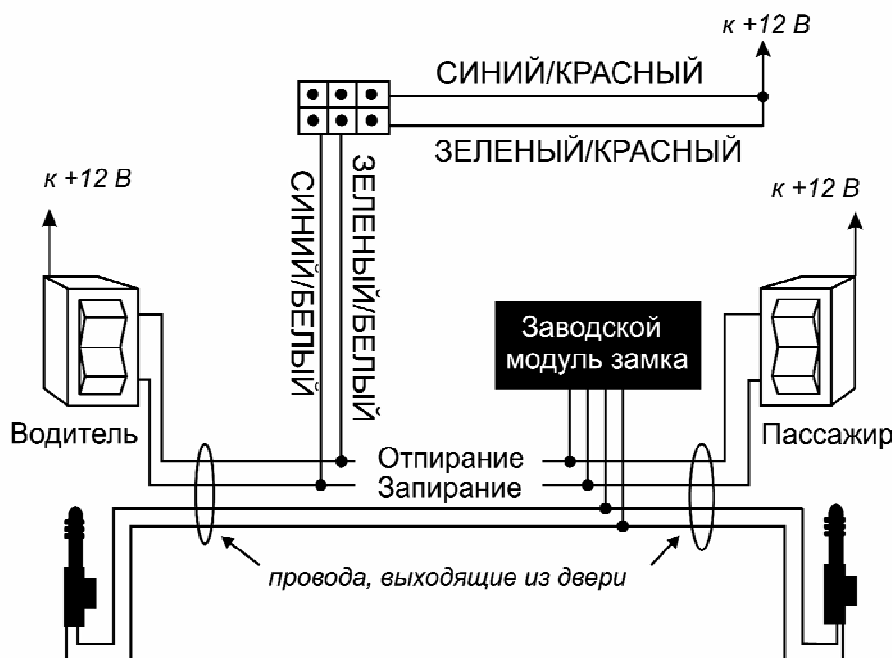 к +12 В
СИНИЙ/КРАСНЫЙ
ЗЕЛЕНЫЙ/КРАСНЫЙ
к +12 В
к +12 В
СИНИЙ/БЕЛЫЙ
ЗЕЛЕНЫЙ/БЕЛЫЙ
Заводской
модуль замка
Водитель
Пассажир
Отпирание
Запирание
провода, выходящие из двери